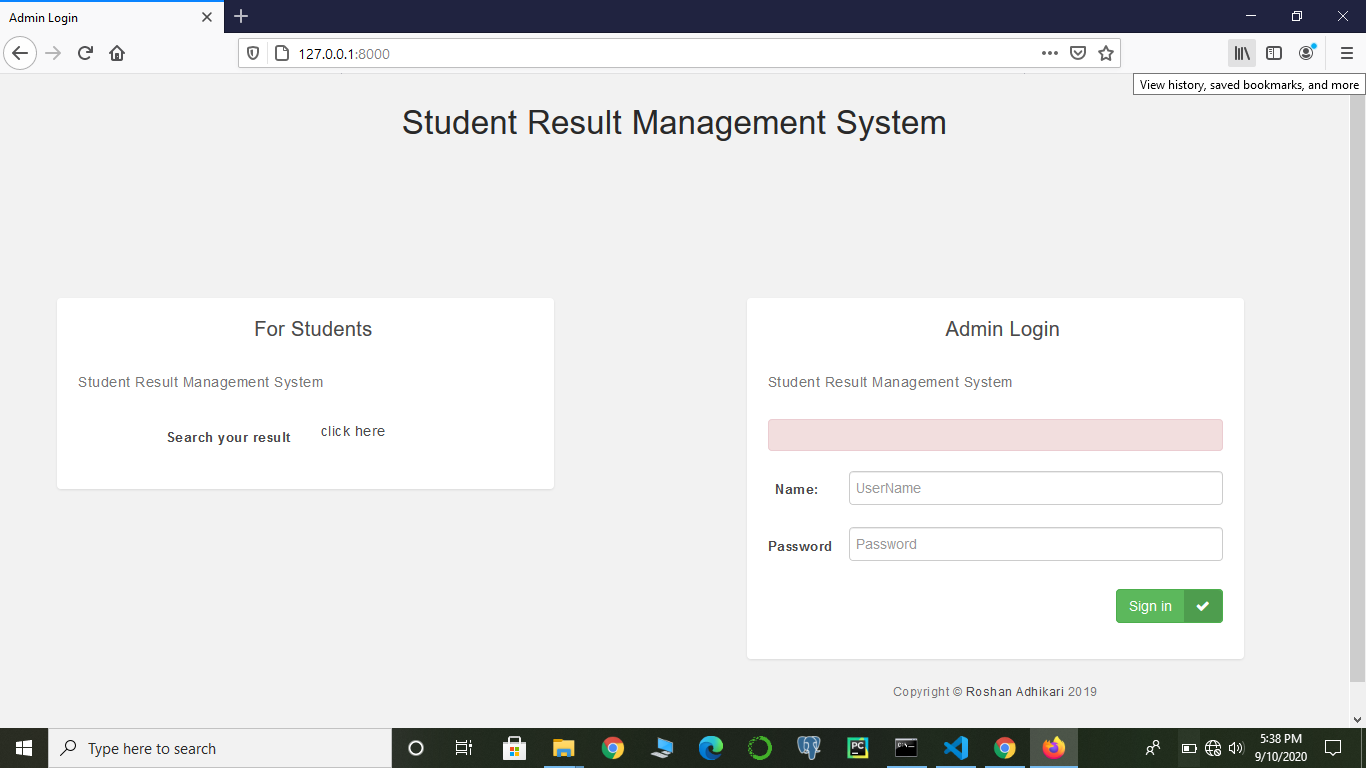 Admin Login
127.0.0.1:8000
View history, saved bookmarks, and more
Student Result Management System
For Students
Student Result Management System
Search your result click here
Admin Login
Student Result Management System
Name: UserName
Password Password
Sign in
Copyright © Roshan Adhikari 2019
Type here to search
PC
5:38 PM
9/10/2020